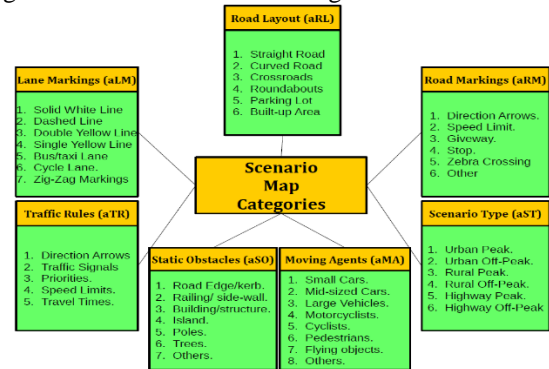 Road Layout (aRL)
1. Straight Road
2. Curved Road
3. Crossroads
4. Roundabouts
5. Parking Lot
6. Built-up Area
Lane Markings (aLM)
1. Solid White Line
2. Dashed Line
3. Double Yellow Line
4. Single Yellow Line
5. Bus/taxi Lane
6. Cycle Lane.
7. Zig-Zag Markings
Road Markings (aRM)
1. Direction Arrows.
2. Speed Limit.
3. Giveway.
4. Stop.
5. Zebra Crossing
6. Other
Scenario
Map
Categories
Traffic Rules (aTR)
1. Direction Arrows
2. Traffic Signals
3. Priorities.
4. Speed Limits.
5. Travel Times.
Static Obstacles (aSO)
1. Road Edge/kerb.
2. Railing/ side-wall.
3. Building/structure.
4. Island.
5. Poles.
6. Trees.
7. Others.
Moving Agents (aMA)
1. Small Cars.
2. Mid-sized Cars.
3. Large Vehicles.
4. Motorcyclists.
5. Cyclists.
6. Pedestrians.
7. Flying objects.
8. Others.
Scenario Type (aST)
1. Urban Peak.
2. Urban Off-Peak.
3. Rural Peak.
4. Rural Off-Peak.
5. Highway Peak.
6. Highway Off-Peak